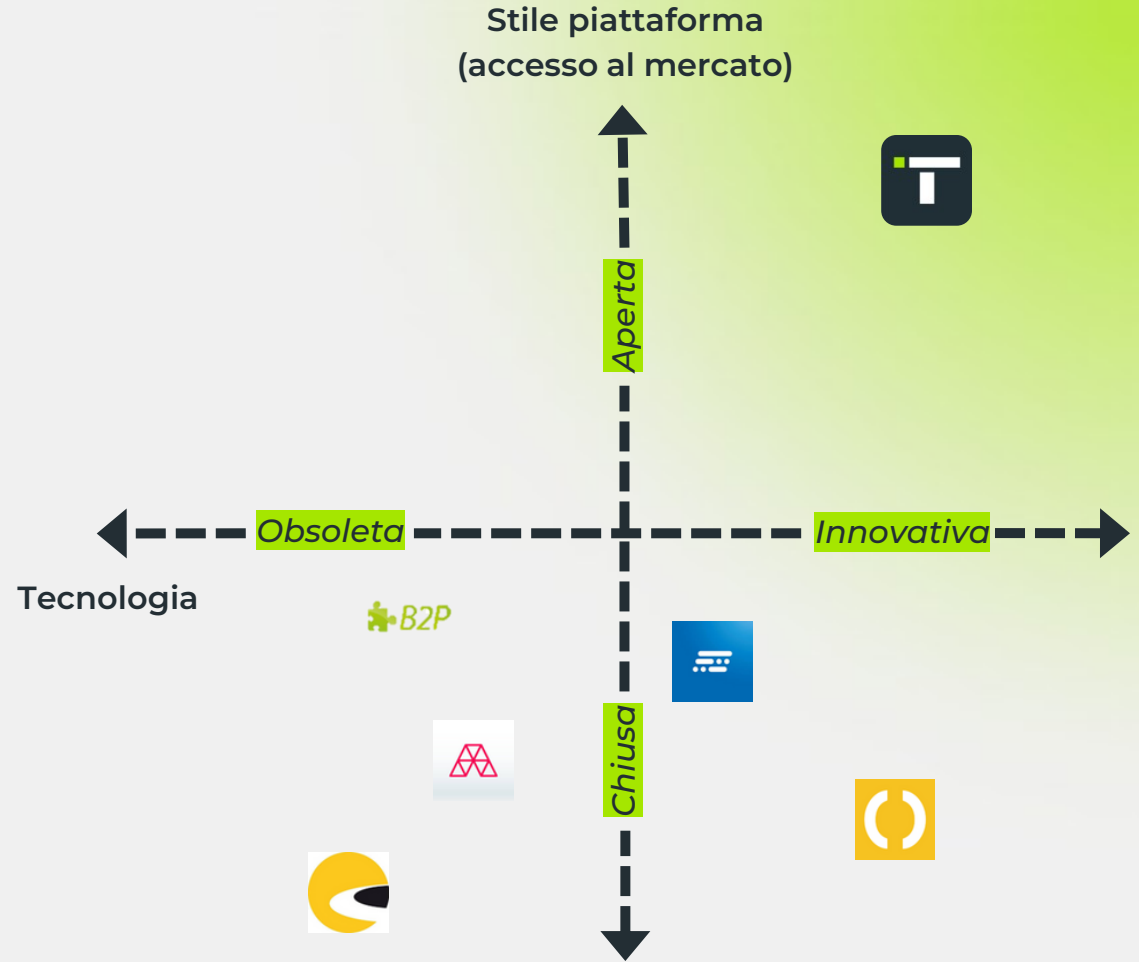 Stile piattaforma
(accesso al mercato)
Aperta
Obsoleta
Innovativa
Tecnologia
B2P
Chiusa